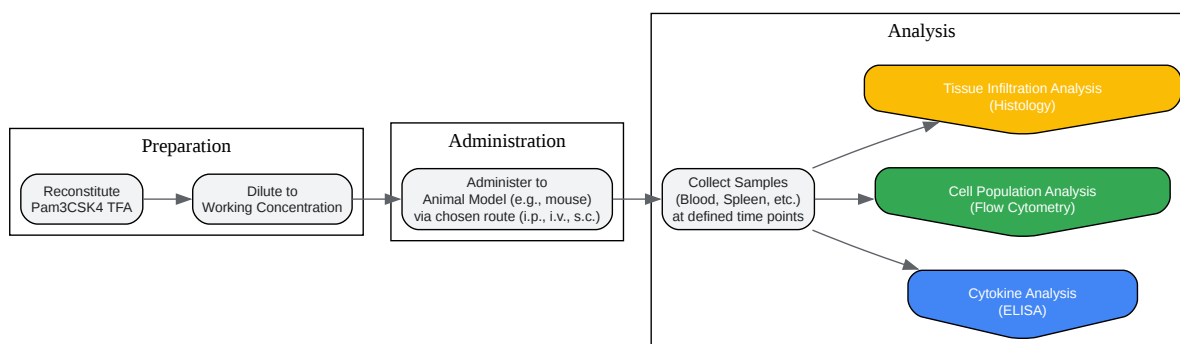 Preparation
Reconstitute
Pam3CSK4 TFA
Dilute to
Working Concentration
Administration
Administer to
Animal Model (e.g., mouse)
via chosen route (i.p., i.v., s.c.)
Analysis
Collect Samples
(Blood, Spleen, etc.)
at defined time points
Tissue Infiltration Analysis
(Histology)
Cell Population Analysis
(Flow Cytometry)
Cytokine Analysis
(ELISA)